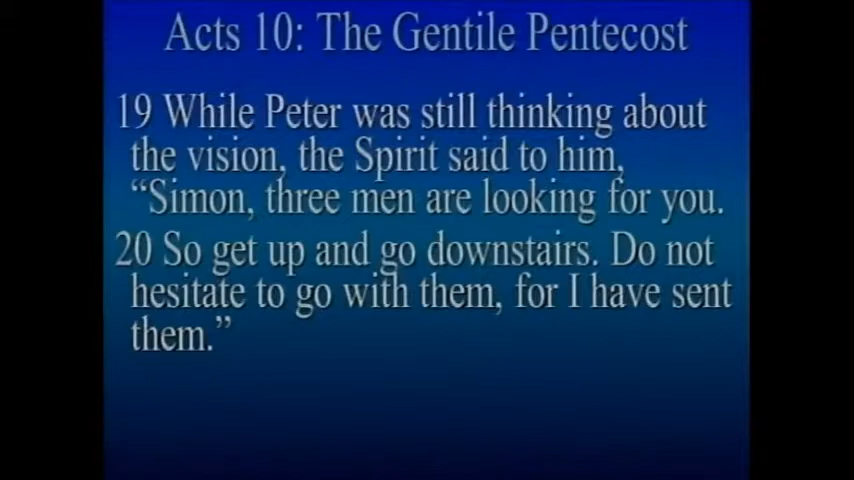 Acts 10: The Gentile Pentecost
19 While Peter was still thinking about
the vision, the Spirit said to him,
“Simon, three men are looking for you.
20 So get up and go downstairs. Do not
hesitate to go with them, for I have sent
them.”